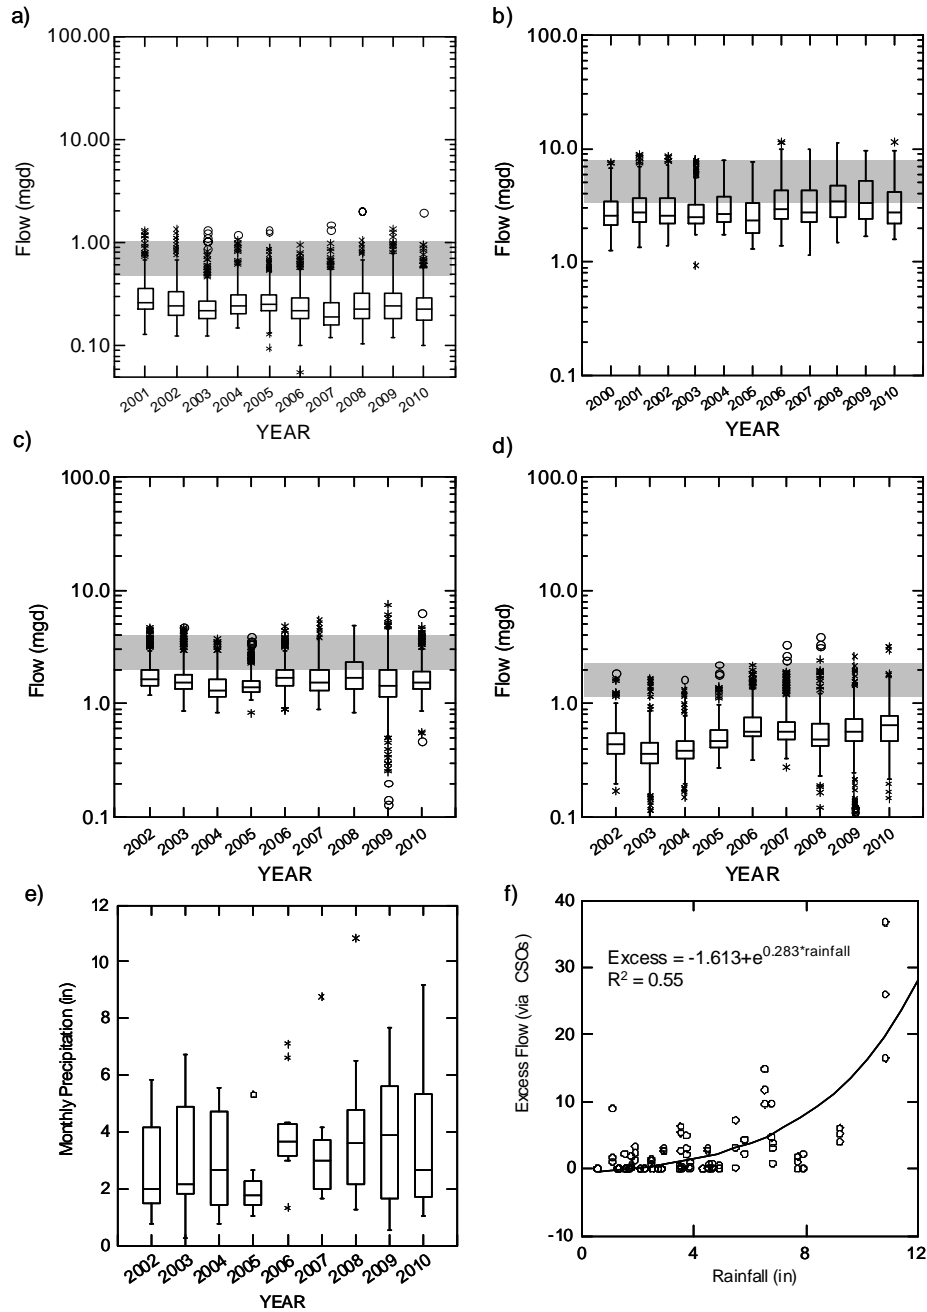 a)
100.00
10.00
1.00
0.10
Flow (mgd)
2001 2002 2003 2004 2005 2006 2007 2008 2009 2010
YEAR
b)
100.0
10.0
1.0
0.1
Flow (mgd)
2000 2001 2002 2003 2004 2005 2006 2007 2008 2009 2010
YEAR
c)
100.0
10.0
1.0
0.1
Flow (mgd)
2002 2003 2004 2005 2006 2007 2008 2009 2010
YEAR
d)
100.0
10.0
1.0
0.1
Flow (mgd)
2002 2003 2004 2005 2006 2007 2008 2009 2010
YEAR
e)
12
10
8
6
4
2
0
Monthly Precipitation (in)
2002 2003 2004 2005 2006 2007 2008 2009 2010
YEAR
f)
40
30
20
10
0
-10
Excess Flow (via CSOs)
Excess = -1.613+e^0.283*rainfall
R² = 0.55
0 4 8 12
Rainfall (in)